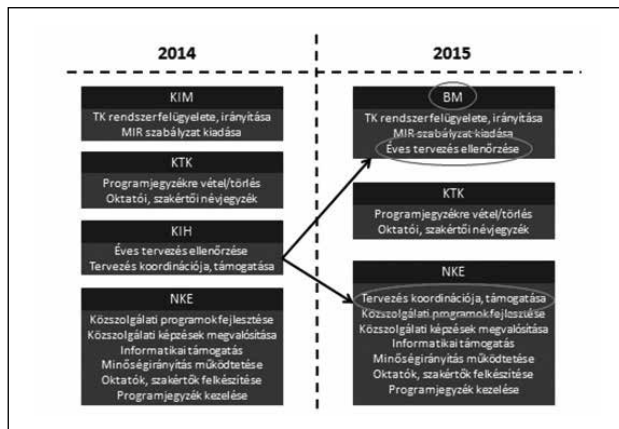 2014
KIM
TK rendszerfelügyelete, irányítása
MIR szabályzat kiadása
KTK
Programjegyzékre vétel/törlés
Oktatói, szakértői névjegyzék
KIH
Éves tervezés ellenőrzése
Tervezés koordinációja, támogatása
NKE
Közszolgálati programok fejlesztése
Közszolgálati képzések megvalósítása
Informatikai támogatás
Minőségirányítás működtetése
Oktatók, szakértők felkészítése
Programjegyzék kezelése
2015
BM
TK rendszerfelügyelete, irányítása
MIR szabályzat kiadása
Éves tervezés ellenőrzése
KTK
Programjegyzékre vétel/törlés
Oktatói, szakértői névjegyzék
NKE
Tervezés koordinációja, támogatása
Közszolgálati programok fejlesztése
Közszolgálati képzések megvalósítása
Informatikai támogatás
Minőségirányítás működtetése
Oktatók, szakértők felkészítése
Programjegyzék kezelése